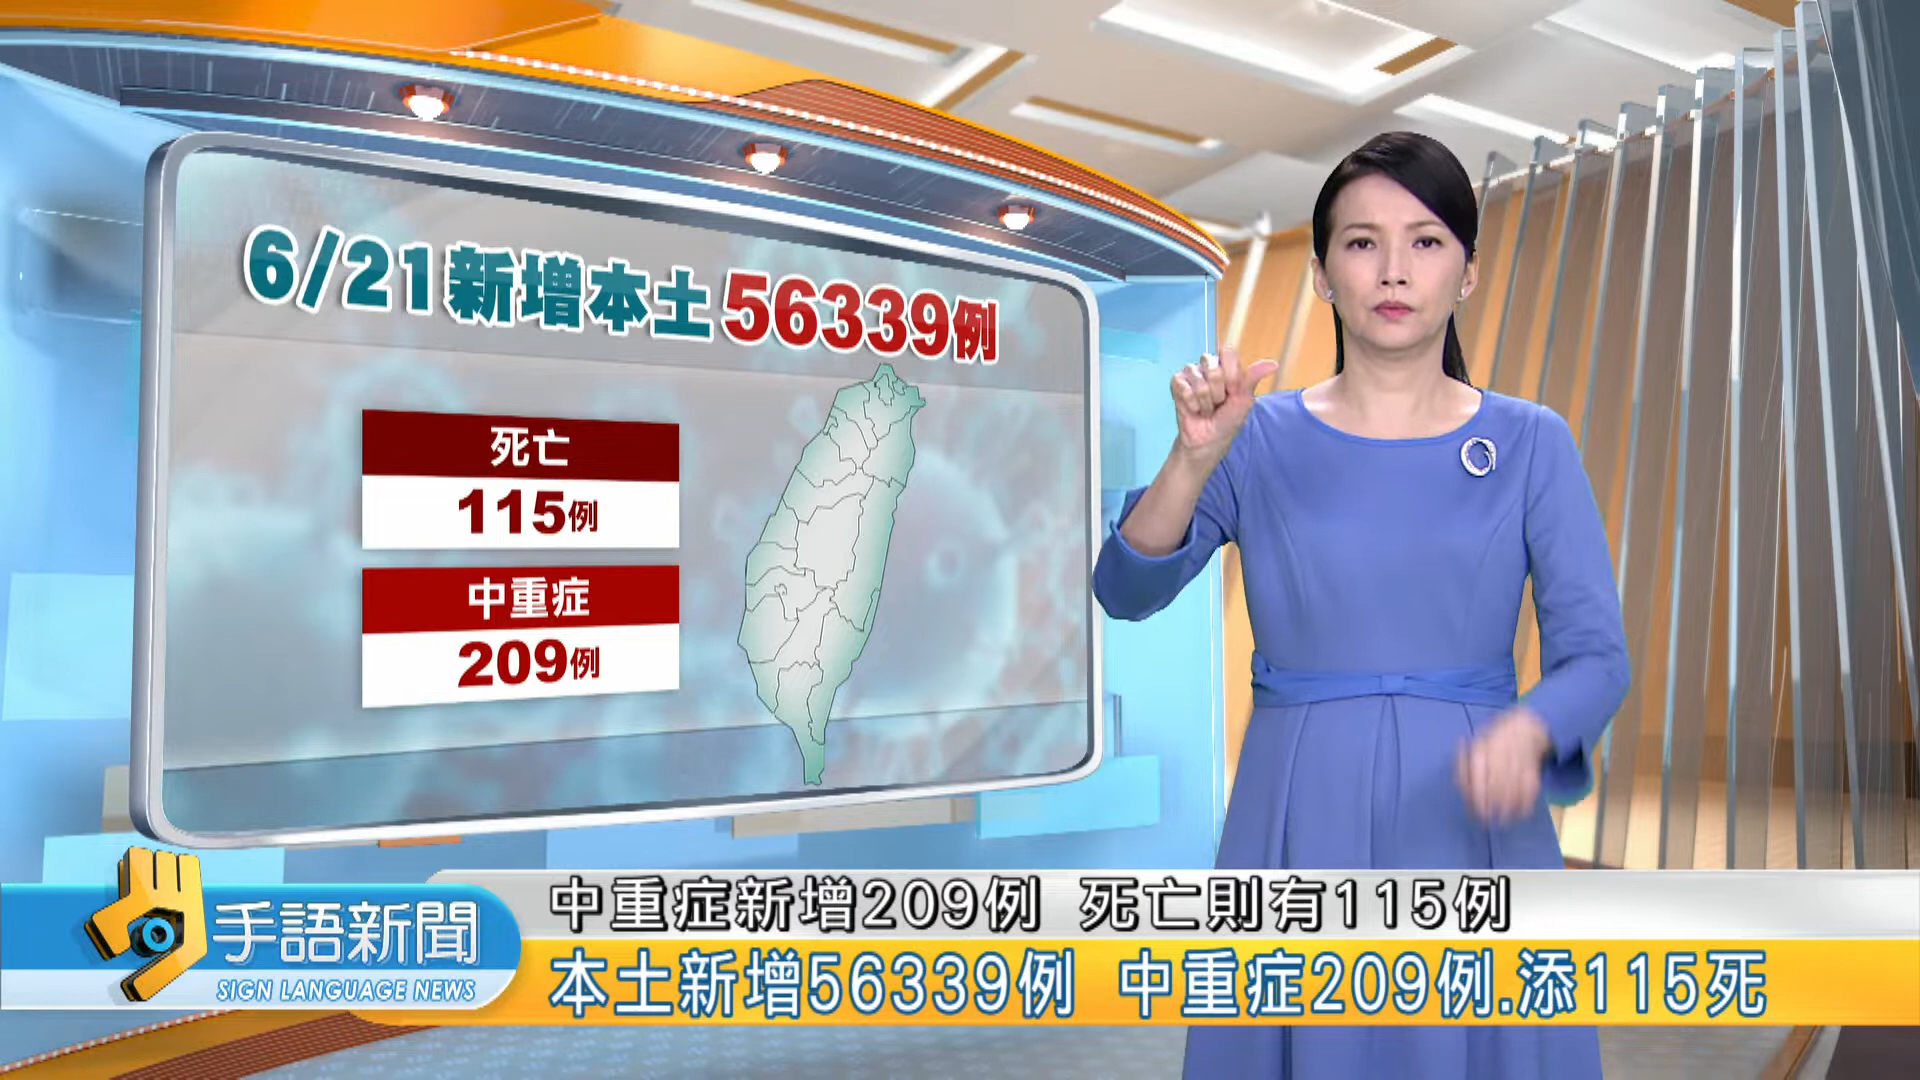 6/21新增本土56339例
死亡
115例
中重症
209例
中重症新增209例 死亡則有115例
手語新聞
SIGN LANGUAGE NEWS
本土新增56339例 中重症209例.添115死